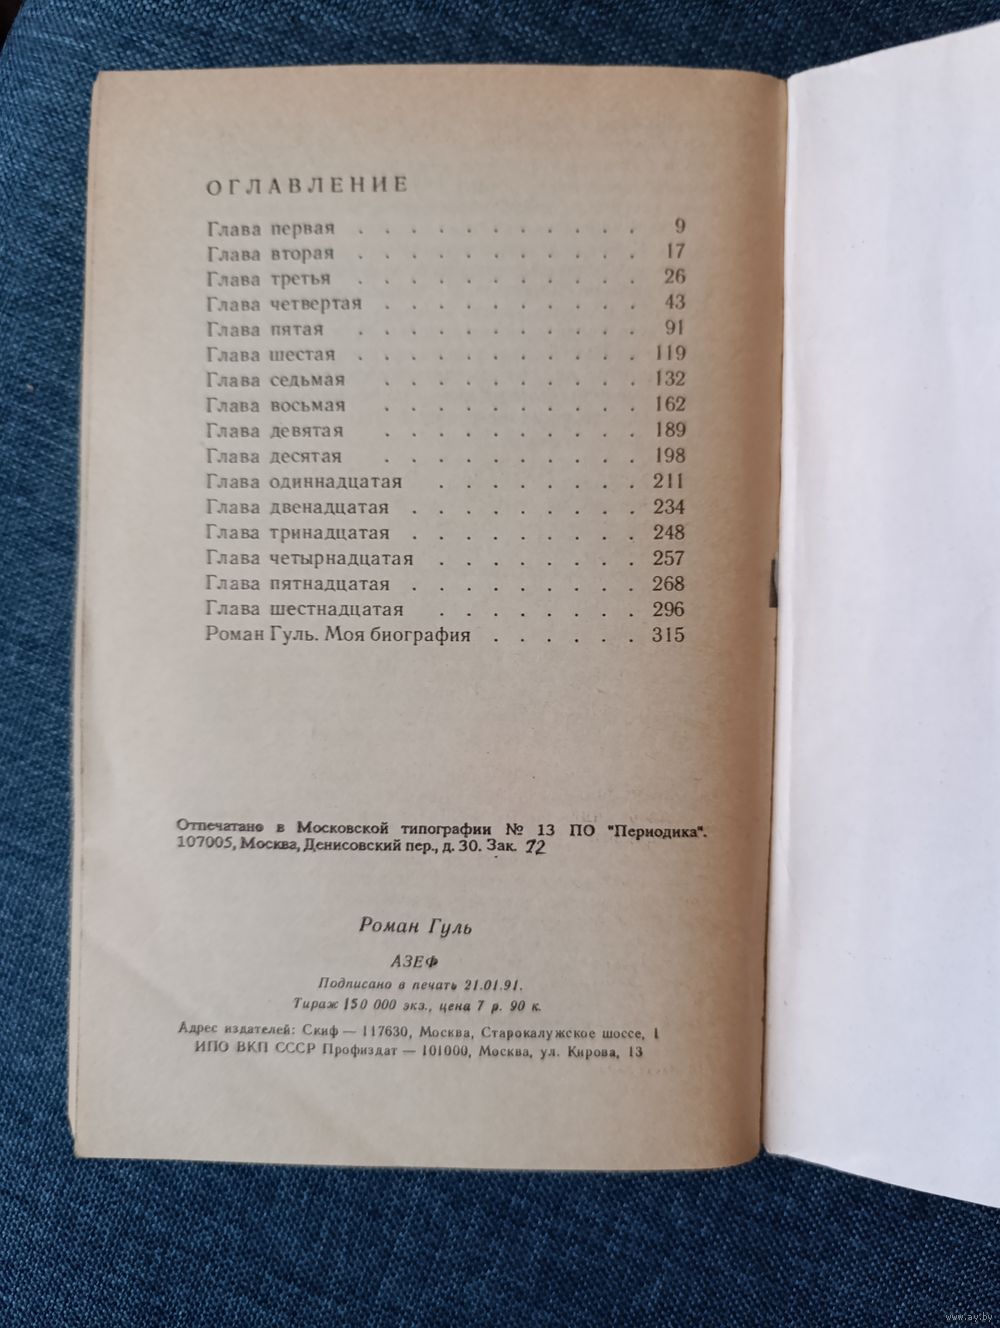 ОГЛАВЛЕНИЕ
Глава первая . . . . . . . . . . . 9
Глава вторая . . . . . . . . . . . 17
Глава третья . . . . . . . . . . . 26
Глава четвертая . . . . . . . . . . 43
Глава пятая . . . . . . . . . . . 91
Глава шестая . . . . . . . . . . . 119
Глава седьмая . . . . . . . . . . 132
Глава восьмая . . . . . . . . . . 162
Глава девятая . . . . . . . . . . 189
Глава десятая . . . . . . . . . . 198
Глава одиннадцатая . . . . . . . . 211
Глава двенадцатая . . . . . . . . . 234
Глава тринадцатая . . . . . . . . . 248
Глава четырнадцатая . . . . . . . . 257
Глава пятнадцатая . . . . . . . . . 268
Глава шестнадцатая . . . . . . . . 296
Роман Гуль. Моя биография . . . . . . 315
Отпечатано в Московской типографии № 13 ПО "Периодика".
107005, Москва, Денисовский пер., д. 30. Зак. 72
Роман Гуль
АЗЕФ
Подписано в печать 21.01.91.
Тираж 150 000 экз., цена 7 р. 90 к.
Адрес издателей: Скиф — 117630, Москва, Старокалужское шоссе, 1
ИПО ВКП СССР Профиздат — 101000, Москва, ул. Кирова, 13
www.ay.by